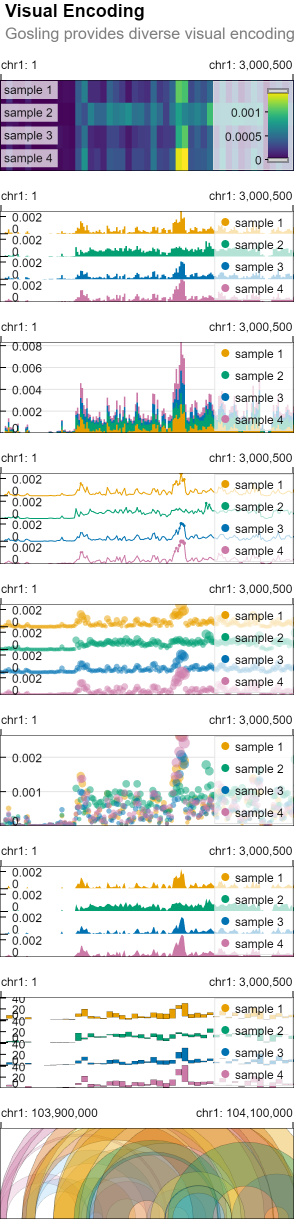 Visual Encoding
Gosling provides diverse visual encoding
chr1: 1 chr1: 3,000,500
sample 1
sample 2 0.001
sample 3 0.0005
sample 4 0
chr1: 1 chr1: 3,000,500
0.002 sample 1
0
0.002 sample 2
0
0.002 sample 3
0
0.002 sample 4
0
chr1: 1 chr1: 3,000,500
0.008 sample 1
0.006 sample 2
0.004 sample 3
0.002 sample 4
0
chr1: 1 chr1: 3,000,500
0.002 sample 1
0
0.002 sample 2
0
0.002 sample 3
0
0.002 sample 4
0
chr1: 1 chr1: 3,000,500
0.002 sample 1
0
0.002 sample 2
0
0.002 sample 3
0
0.002 sample 4
0
chr1: 1 chr1: 3,000,500
sample 1
0.002 sample 2
0.001 sample 3
0 sample 4
chr1: 1 chr1: 3,000,500
0.002 sample 1
0
0.002 sample 2
0
0.002 sample 3
0
0.002 sample 4
0
chr1: 1 chr1: 3,000,500
40
20 sample 1
40
20 sample 2
40
20 sample 3
40
20 sample 4
chr1: 103,900,000 chr1: 104,100,000